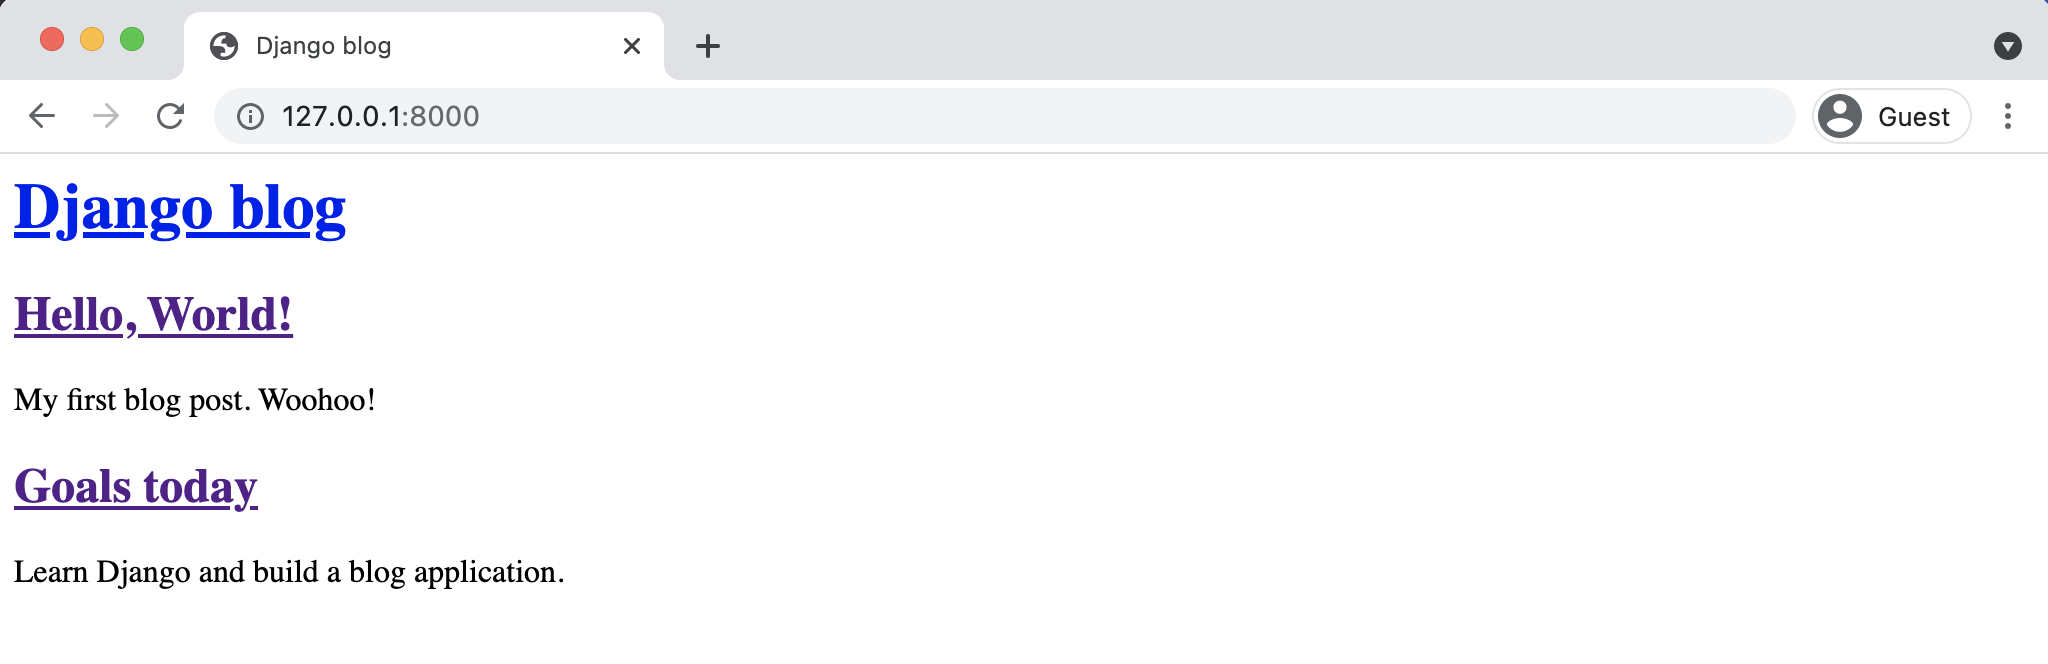 Django blog
127.0.0.1:8000
Guest
Django blog
Hello, World!
My first blog post. Woohoo!
Goals today
Learn Django and build a blog application.